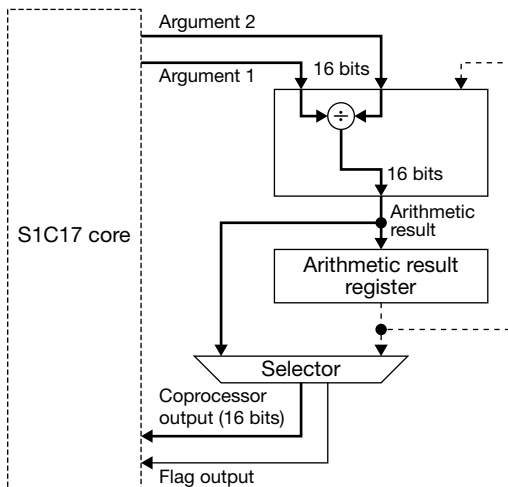 Argument 2
Argument 1
16 bits
÷
16 bits
S1C17 core
Arithmetic
result
Arithmetic result
register
Selector
Coprocessor
output (16 bits)
Flag output